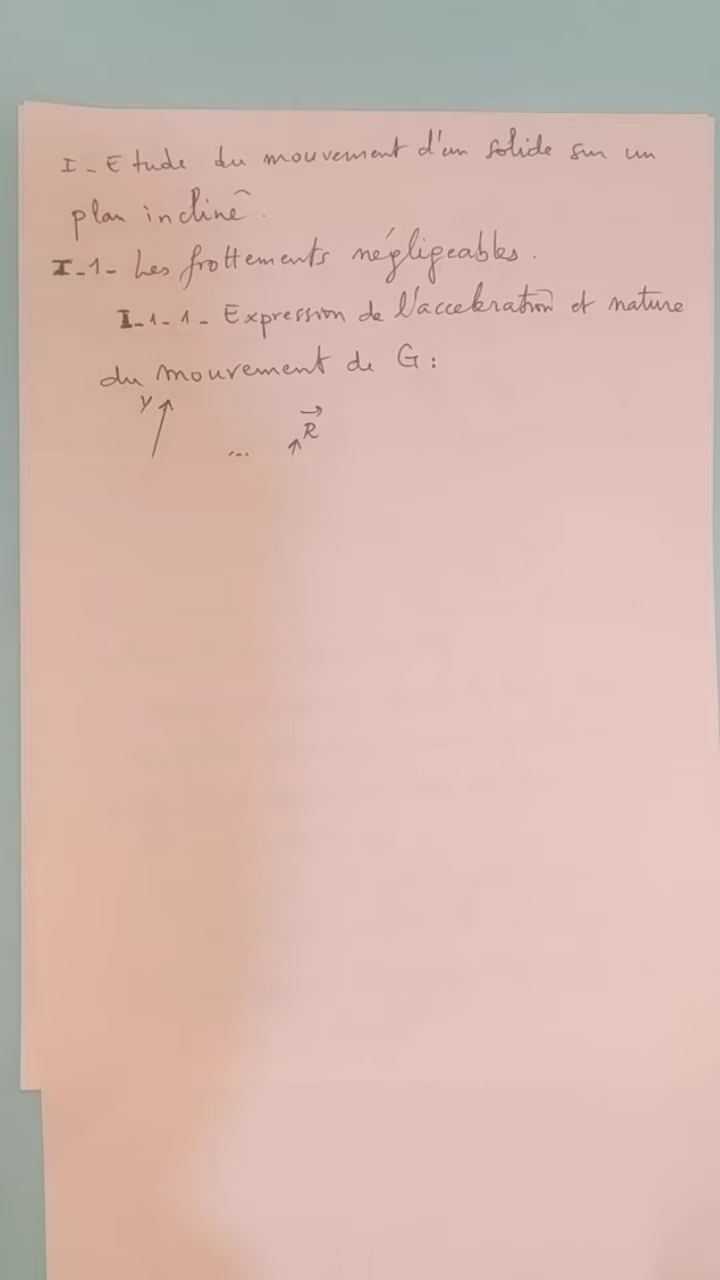 I - Etude du mouvement d'un solide sur un
plan incliné.
I-1- Les frottements négligeables.
I-1-1- Expression de l'acceleration et nature
du mouvement de G :
Y ... R